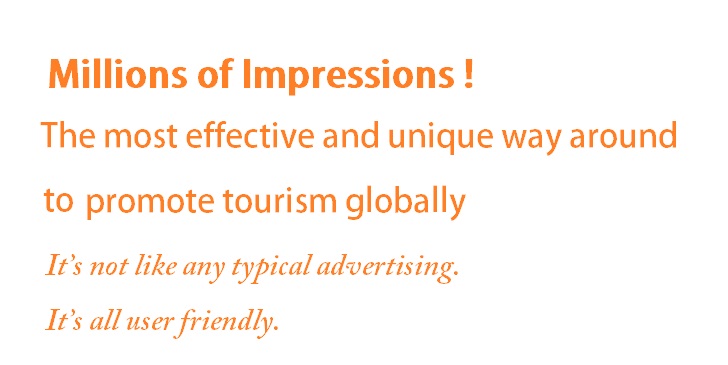 Millions of Impressions !
The most effective and unique way around
to promote tourism globally
It's not like any typical advertising.
It's all user friendly.